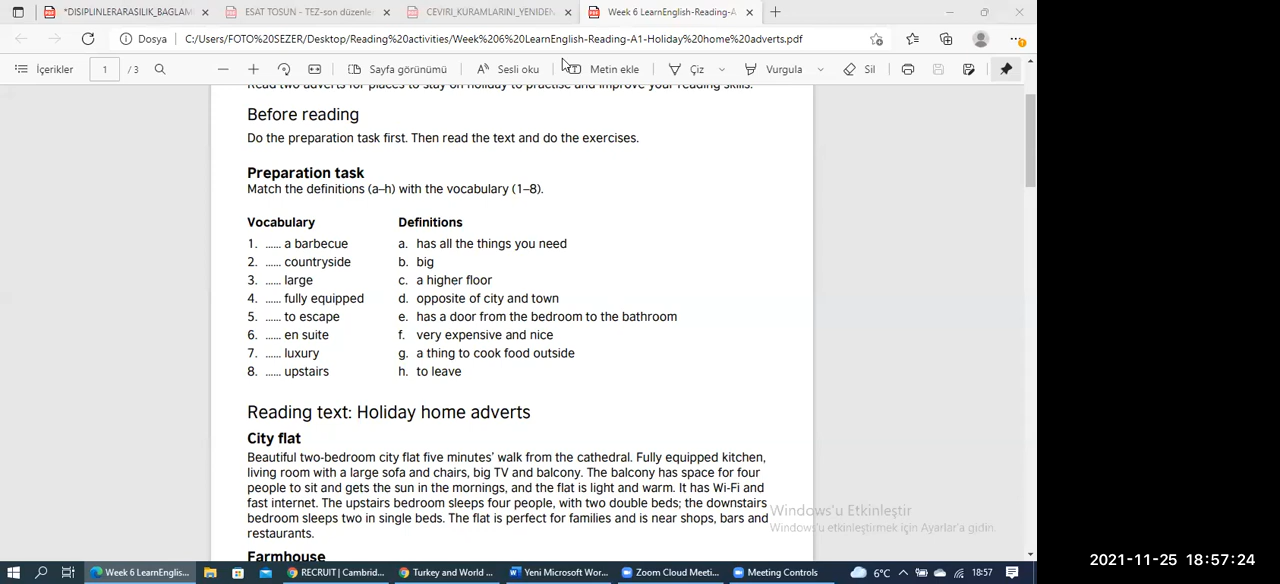 *DISIPLINLERARASILIK_BAGLAM
ESAT TOSUN - TEZ-son düzenle
CEVIRI_KURAMLARINI_YENIDEN
Week 6 LearnEnglish-Reading-A
Dosya C:/Users/FOTO%20SEZER/Desktop/Reading%20activities/Week%206%20LearnEnglish-Reading-A1-Holiday%20home%20adverts.pdf
İçerikler 1 / 3 Sayfa görünümü Sesli oku Metin ekle Çiz Vurgula Sil
Read two adverts for places to stay on holiday to practise and improve your reading skills.
Before reading
Do the preparation task first. Then read the text and do the exercises.
Preparation task
Match the definitions (a–h) with the vocabulary (1–8).
Vocabulary Definitions
1. ...... a barbecue a. has all the things you need
2. ...... countryside b. big
3. ...... large c. a higher floor
4. ...... fully equipped d. opposite of city and town
5. ...... to escape e. has a door from the bedroom to the bathroom
6. ...... en suite f. very expensive and nice
7. ...... luxury g. a thing to cook food outside
8. ...... upstairs h. to leave
Reading text: Holiday home adverts
City flat
Beautiful two-bedroom city flat five minutes' walk from the cathedral. Fully equipped kitchen,
living room with a large sofa and chairs, big TV and balcony. The balcony has space for four
people to sit and gets the sun in the mornings, and the flat is light and warm. It has Wi-Fi and
fast internet. The upstairs bedroom sleeps four people, with two double beds; the downstairs
bedroom sleeps two in single beds. The flat is perfect for families and is near shops, bars and
restaurants.
Farmhouse
Windows'u Etkinleştir
Windows'u etkinleştirmek için Ayarlar'a gidin.
Week 6 LearnEnglis... RECRUIT | Cambrid... Turkey and World ... Yeni Microsoft Wor... Zoom Cloud Meeti... Meeting Controls 6°C 18:57
2021-11-25 18:57:24